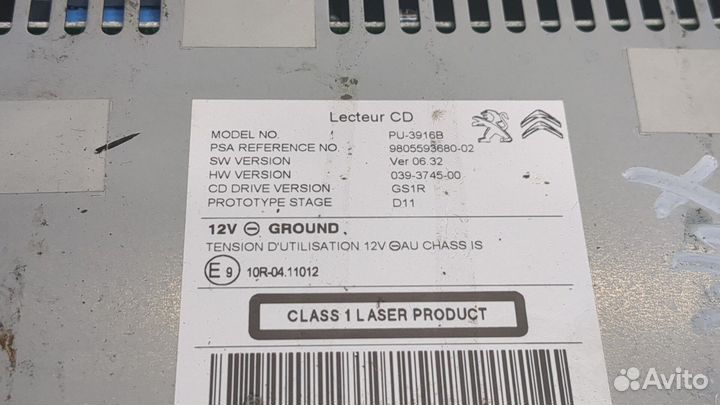 Lecteur CD
MODEL NO. PU-3916B
PSA REFERENCE NO. 9805593680-02
SW VERSION Ver 06.32
HW VERSION 039-3745-00
CD DRIVE VERSION GS1R
PROTOTYPE STAGE D11
12V ⊖ GROUND.
TENSION D'UTILISATION 12V ⊖AU CHASS IS
E9 10R-04.11012
CLASS 1 LASER PRODUCT
Avito